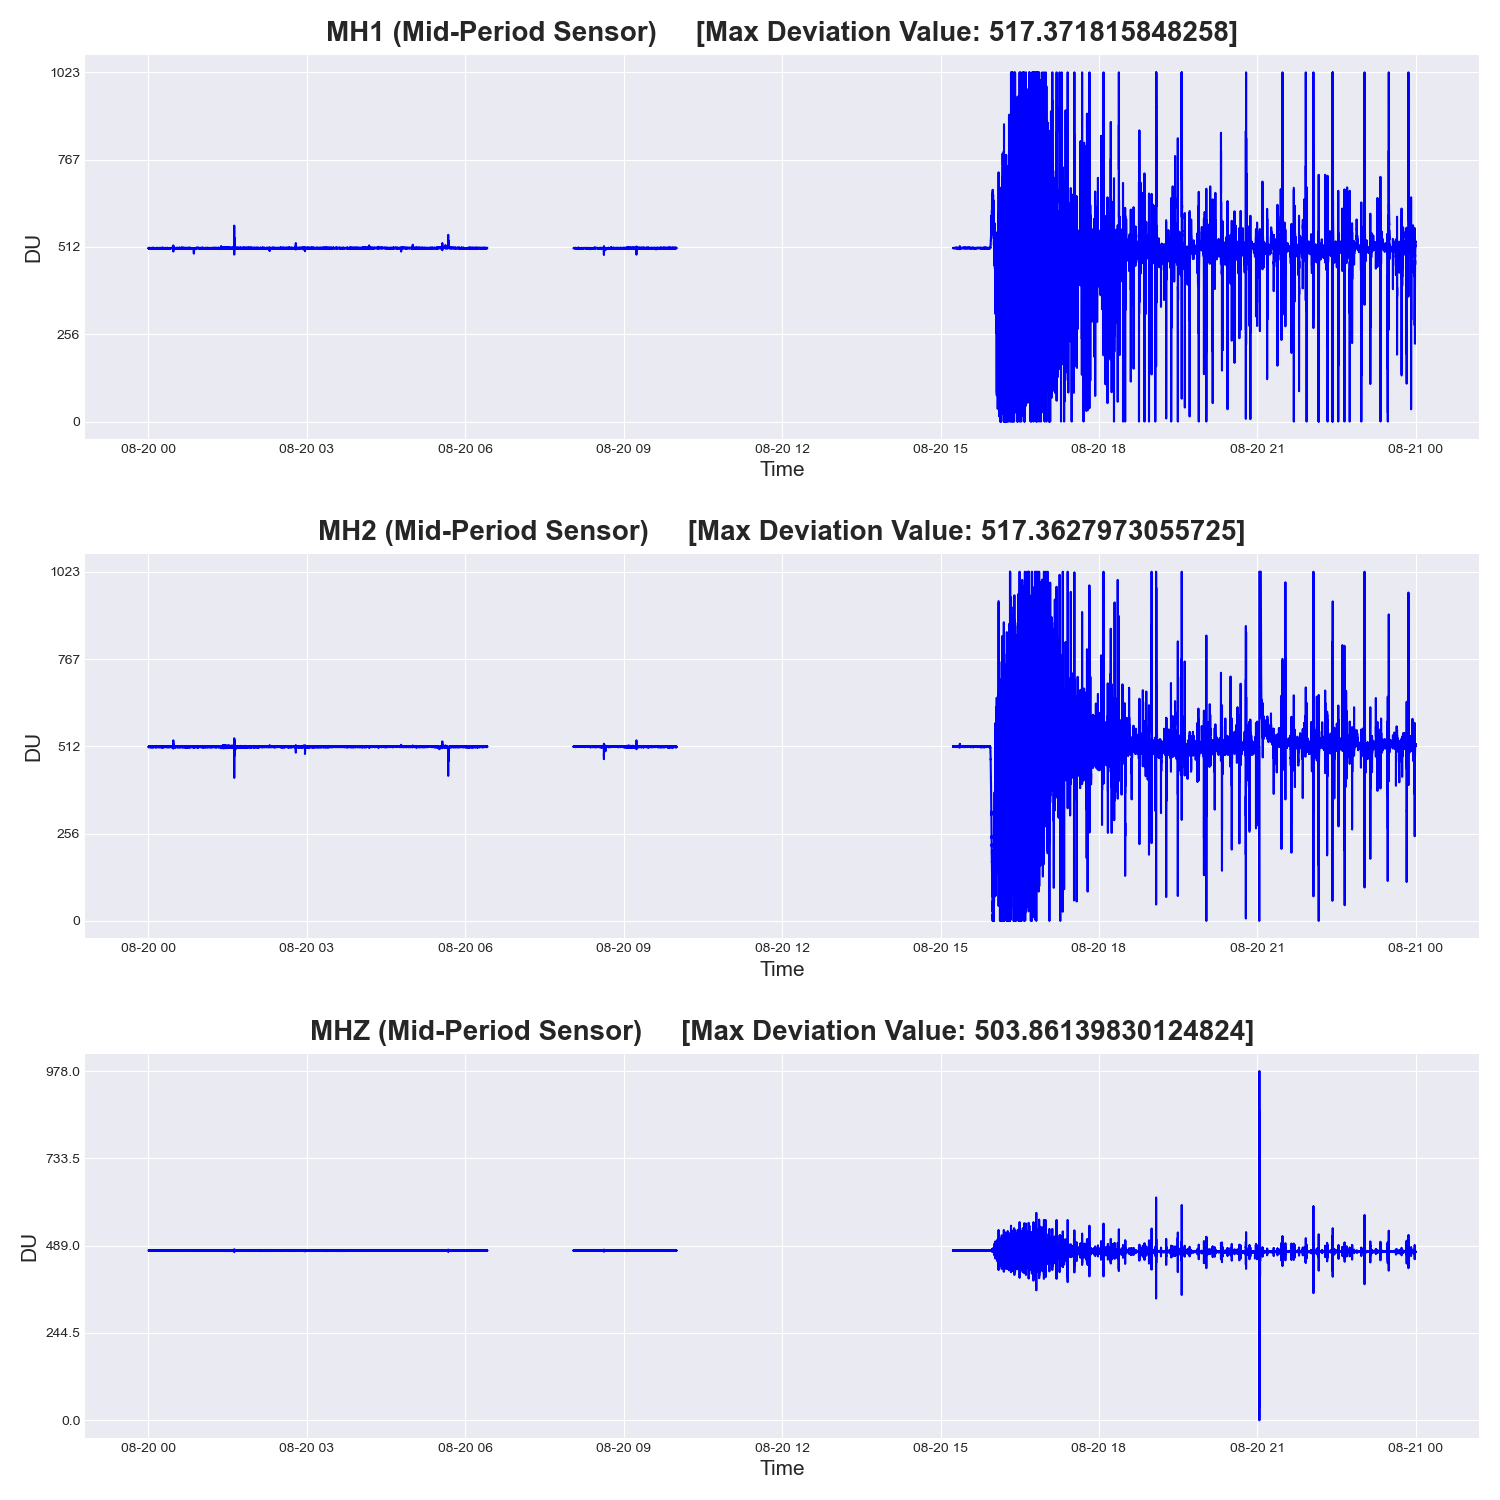 MH1 (Mid-Period Sensor) [Max Deviation Value: 517.371815848258]
1023
767
512
256
0
DU
08-20 00 08-20 03 08-20 06 08-20 09 08-20 12 08-20 15 08-20 18 08-20 21 08-21 00
Time
MH2 (Mid-Period Sensor) [Max Deviation Value: 517.3627973055725]
1023
767
512
256
0
DU
08-20 00 08-20 03 08-20 06 08-20 09 08-20 12 08-20 15 08-20 18 08-20 21 08-21 00
Time
MHZ (Mid-Period Sensor) [Max Deviation Value: 503.86139830124824]
978.0
733.5
489.0
244.5
0.0
DU
08-20 00 08-20 03 08-20 06 08-20 09 08-20 12 08-20 15 08-20 18 08-20 21 08-21 00
Time